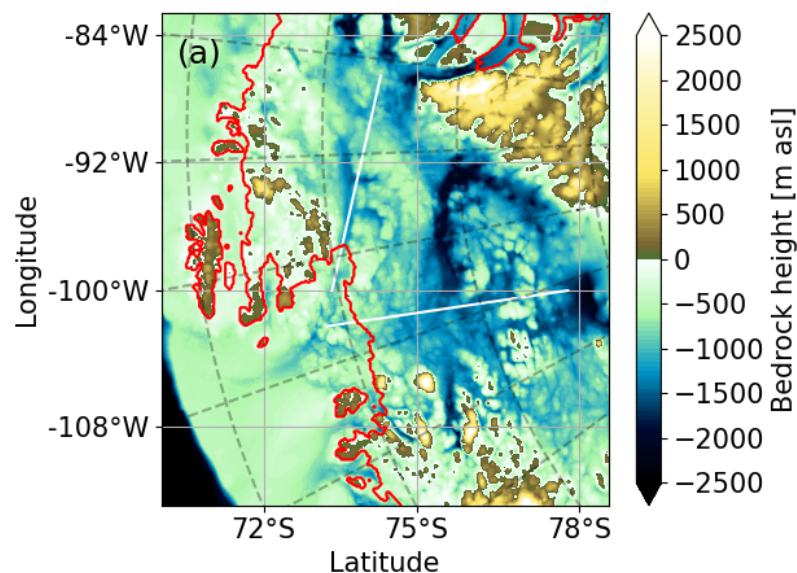 (a)
-84°W
-92°W
-100°W
-108°W
Longitude
72°S
75°S
78°S
Latitude
2500
2000
1500
1000
500
0
−500
−1000
−1500
−2000
−2500
Bedrock height [m asl]